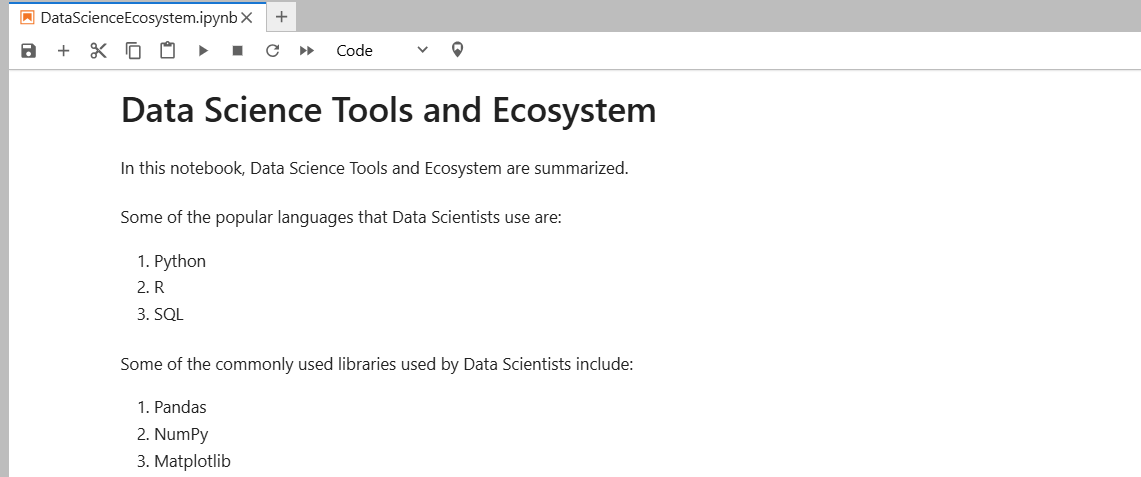 DataScienceEcosystem.ipynb
Code
Data Science Tools and Ecosystem
In this notebook, Data Science Tools and Ecosystem are summarized.
Some of the popular languages that Data Scientists use are:
1. Python
2. R
3. SQL
Some of the commonly used libraries used by Data Scientists include:
1. Pandas
2. NumPy
3. Matplotlib